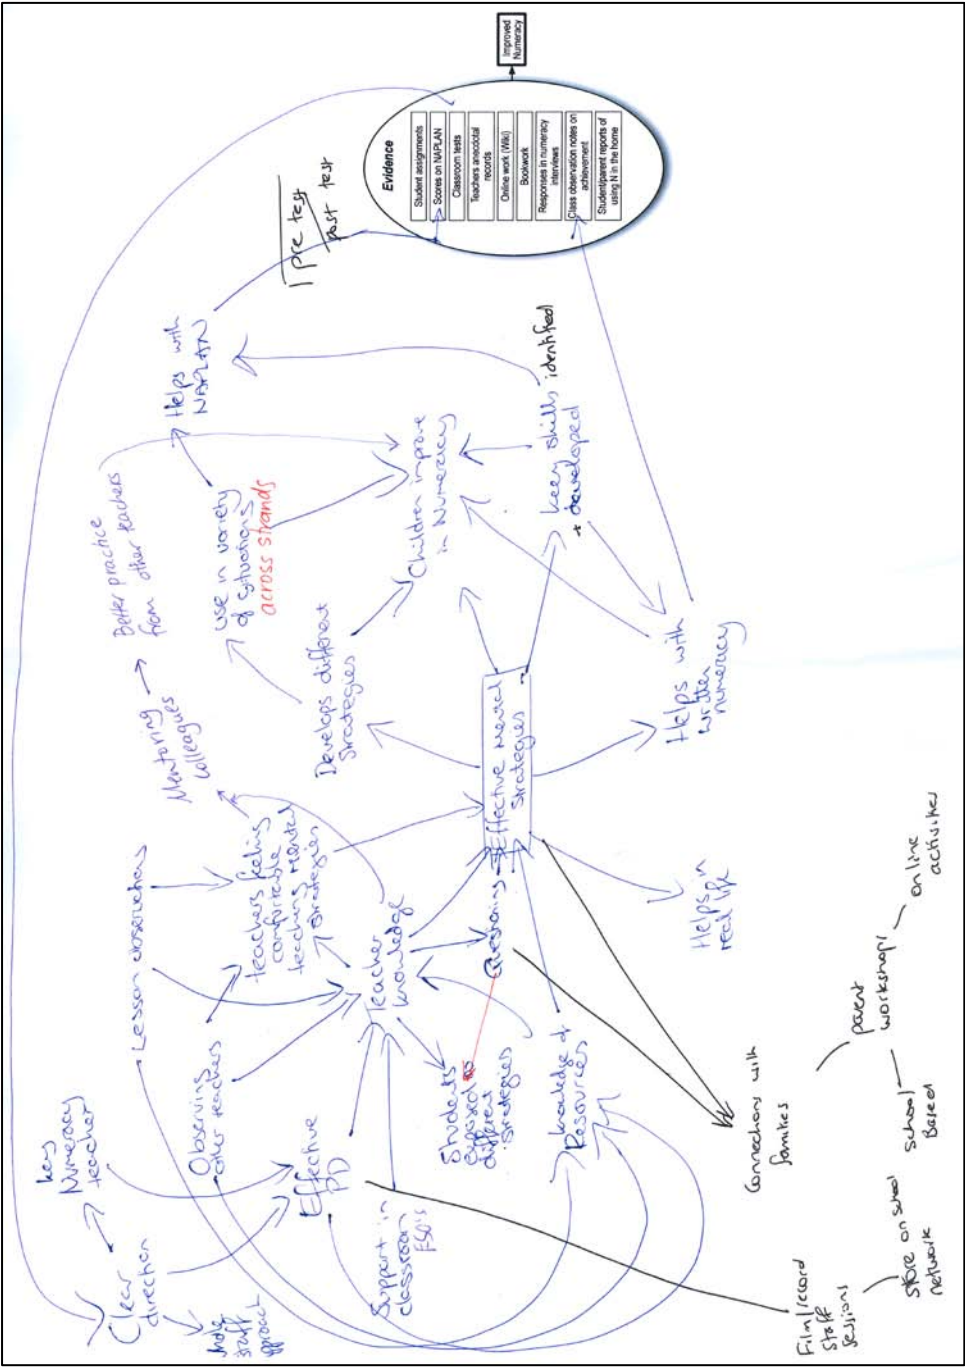 Improved
Numeracy
Evidence
Student assignments
Scores on NAPLAN
Classroom tests
Teachers anecdotal
records
Online work (Wiki)
Bookwork
Responses in numeracy
interviews
Class observation notes on
achievement
Student/parent reports of
using N in the home
pre test
post test
Helps with
NAPLAN
Better practice
from other teachers
Mentoring
colleagues
use in variety
of situations
across strands
Children improve
in Numeracy
key skills identified
+ developed
Develops different
strategies
Effective Mental
Strategies
Helps with
written
numeracy
Helps in
real life
Lesson observations
teachers feeling
comfortable
teaching mental
strategies
Teacher
knowledge
Questioning
Students
exposed to
different
strategies
knowledge of
Resources
Observing
other teachers
Effective
PD
Support in
classroom
key
Numeracy
teacher
Clear
direction
whole
staff
approach
Connections with
families
parent
workshop
school
Based
online
activities
Film/record
staff
sessions
store on school
network